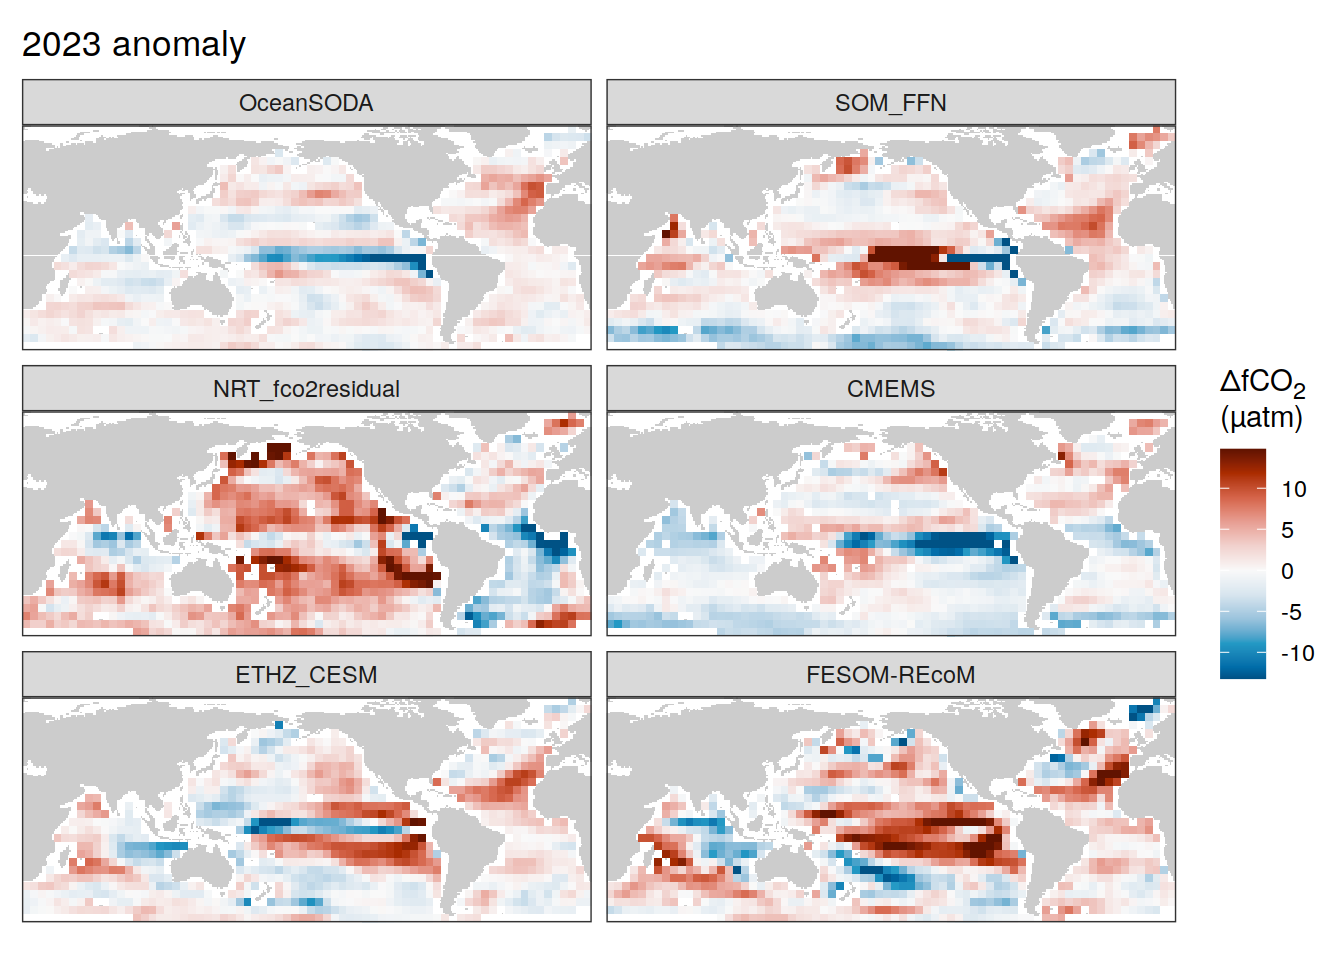 2023 anomaly
OceanSODA
SOM_FFN
NRT_fco2residual
CMEMS
ETHZ_CESM
FESOM-REcoM
ΔfCO₂
(µatm)
10
5
0
-5
-10